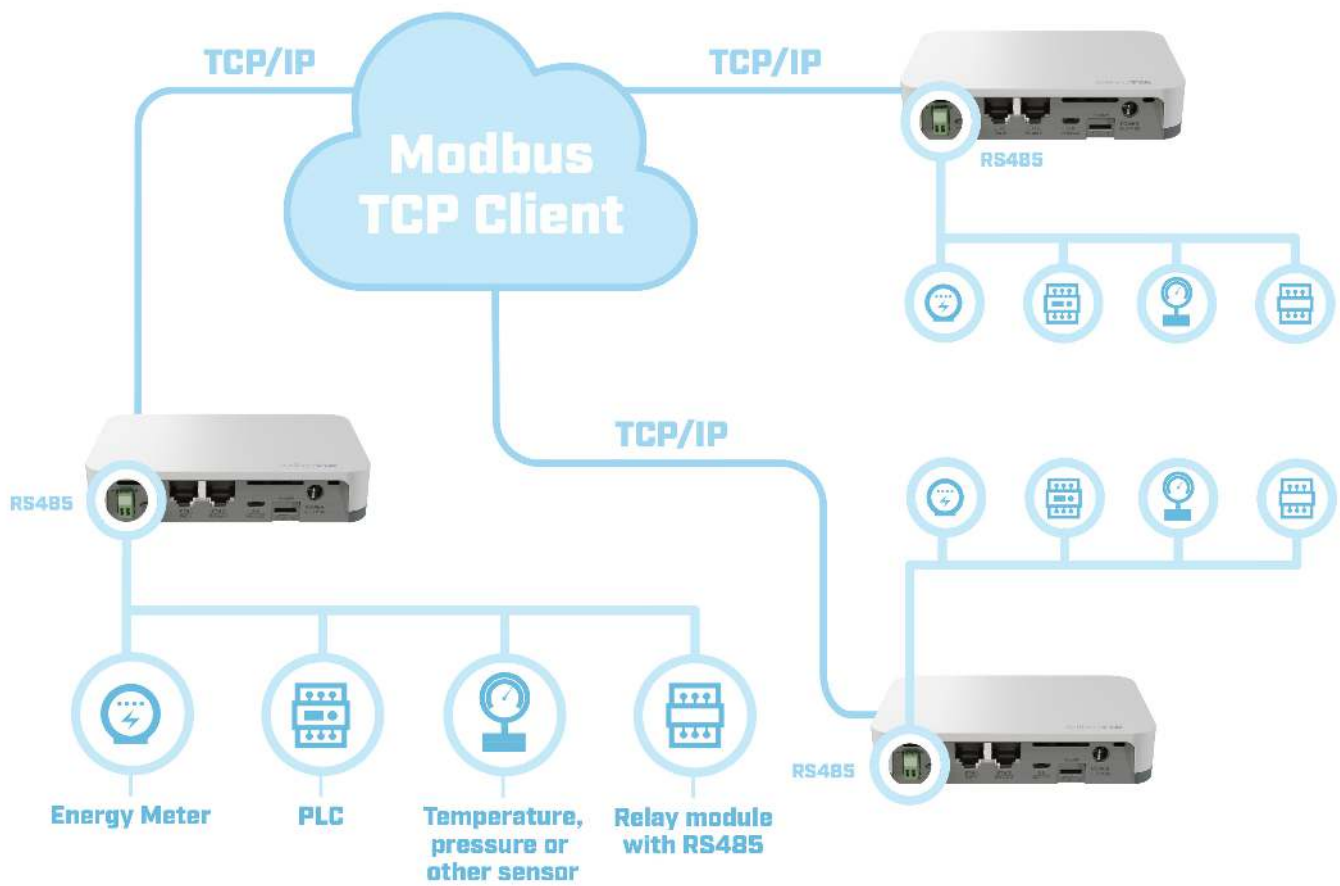 TCP/IP
TCP/IP
Modbus
TCP Client
RS485
TCP/IP
RS485
RS485
Energy Meter
PLC
Temperature,
pressure or
other sensor
Relay module
with RS485